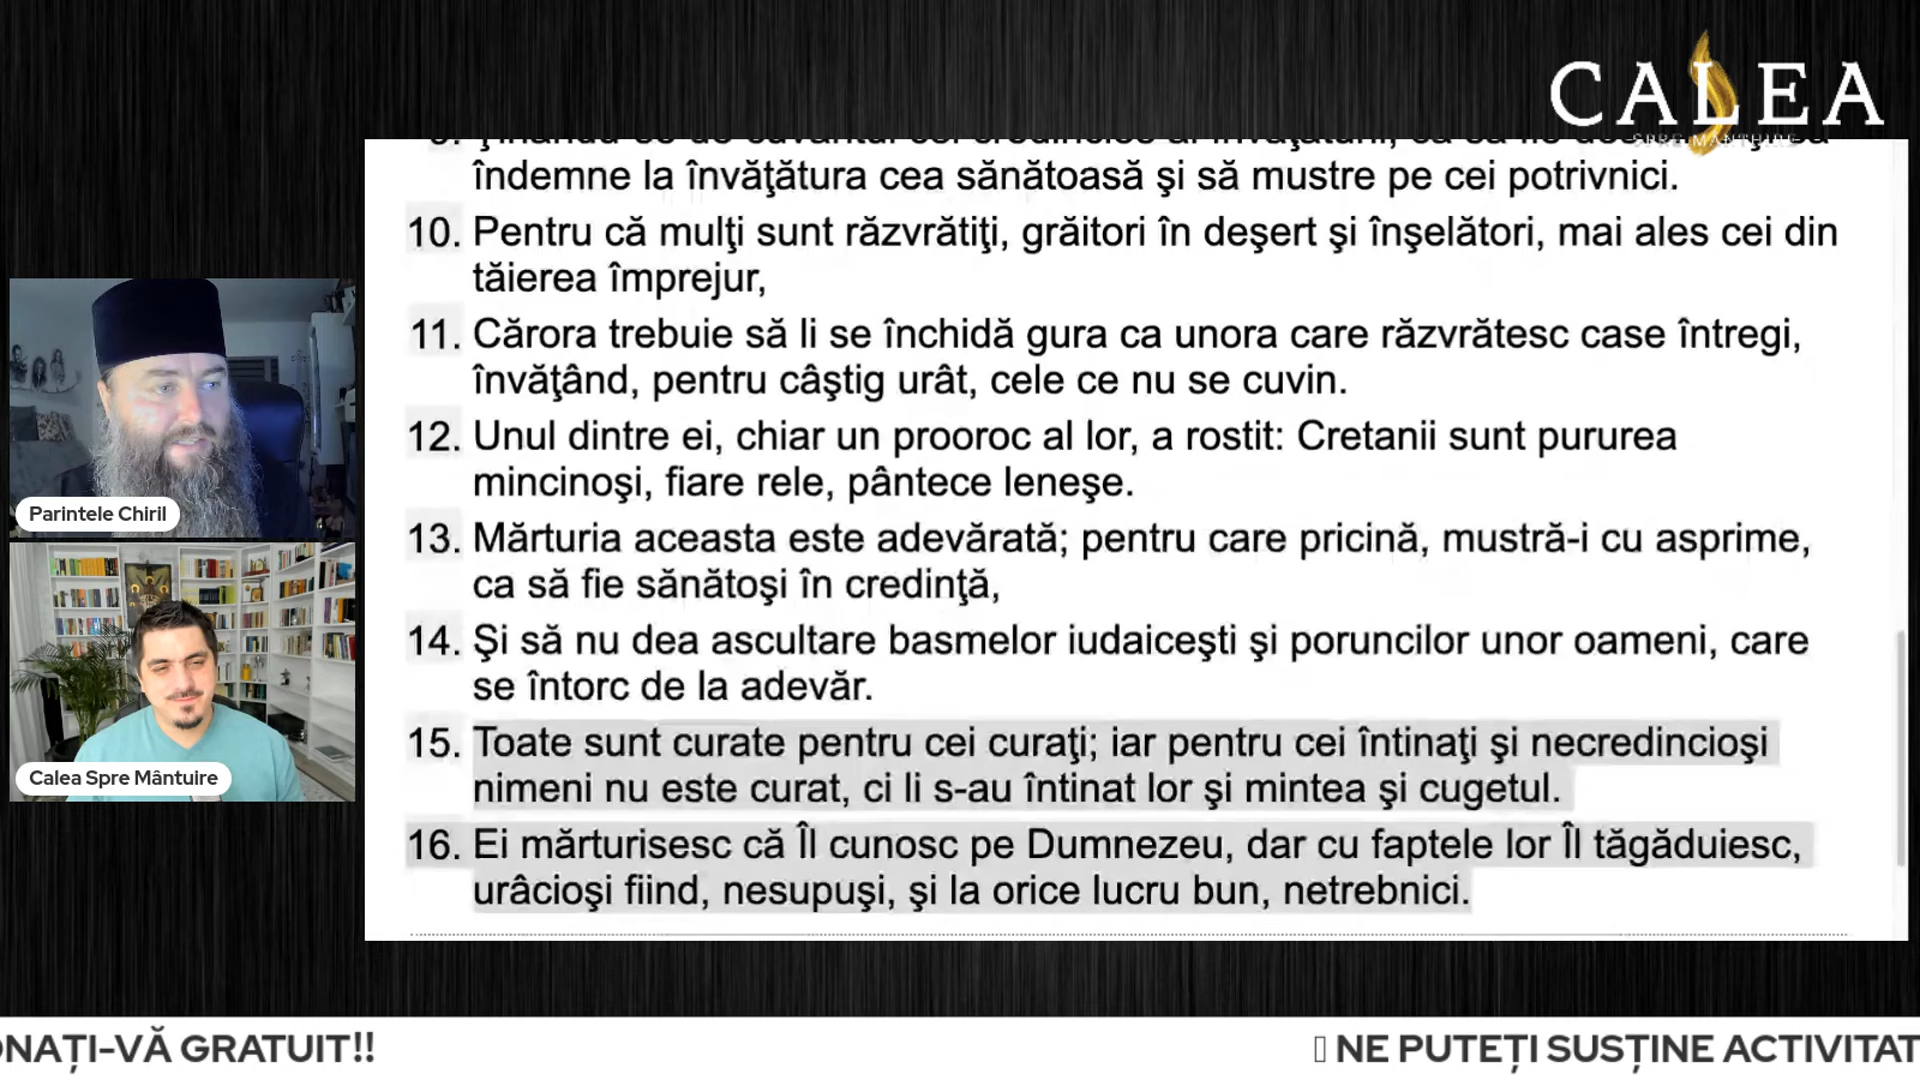 CALEA
SPRE MÂNTUIRE
îndemne la învăţătura cea sănătoasă şi să mustre pe cei potrivnici.
10. Pentru că mulţi sunt răzvrătiţi, grăitori în deşert şi înşelători, mai ales cei din
tăierea împrejur,
11. Cărora trebuie să li se închidă gura ca unora care răzvrătesc case întregi,
învăţând, pentru câştig urât, cele ce nu se cuvin.
12. Unul dintre ei, chiar un prooroc al lor, a rostit: Cretanii sunt pururea
mincinoşi, fiare rele, pântece leneşe.
13. Mărturia aceasta este adevărată; pentru care pricină, mustră-i cu asprime,
ca să fie sănătoşi în credinţă,
14. Şi să nu dea ascultare basmelor iudaiceşti şi poruncilor unor oameni, care
se întorc de la adevăr.
15. Toate sunt curate pentru cei curaţi; iar pentru cei întinaţi şi necredincioşi
nimeni nu este curat, ci li s-au întinat lor şi mintea şi cugetul.
16. Ei mărturisesc că Îl cunosc pe Dumnezeu, dar cu faptele lor Îl tăgăduiesc,
urâcioşi fiind, nesupuşi, şi la orice lucru bun, netrebnici.
Parintele Chiril
Calea Spre Mântuire
ONAȚI-VĂ GRATUIT!!
NE PUTEȚI SUSȚINE ACTIVITAT